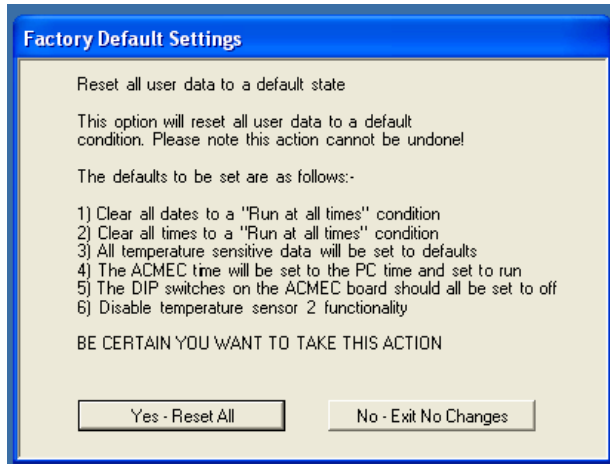 Factory Default Settings
Reset all user data to a default state
This option will reset all user data to a default
condition. Please note this action cannot be undone!
The defaults to be set are as follows:-
1) Clear all dates to a "Run at all times" condition
2) Clear all times to a "Run at all times" condition
3) All temperature sensitive data will be set to defaults
4) The ACMEC time will be set to the PC time and set to run
5) The DIP switches on the ACMEC board should all be set to off
6) Disable temperature sensor 2 functionality
BE CERTAIN YOU WANT TO TAKE THIS ACTION
Yes - Reset All
No - Exit No Changes